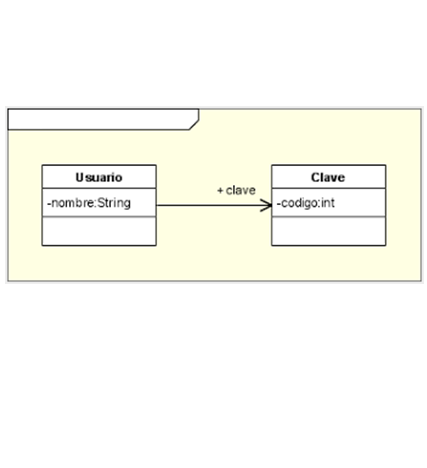 Usuario
-nombre:String
+ clave
Clave
-codigo:int